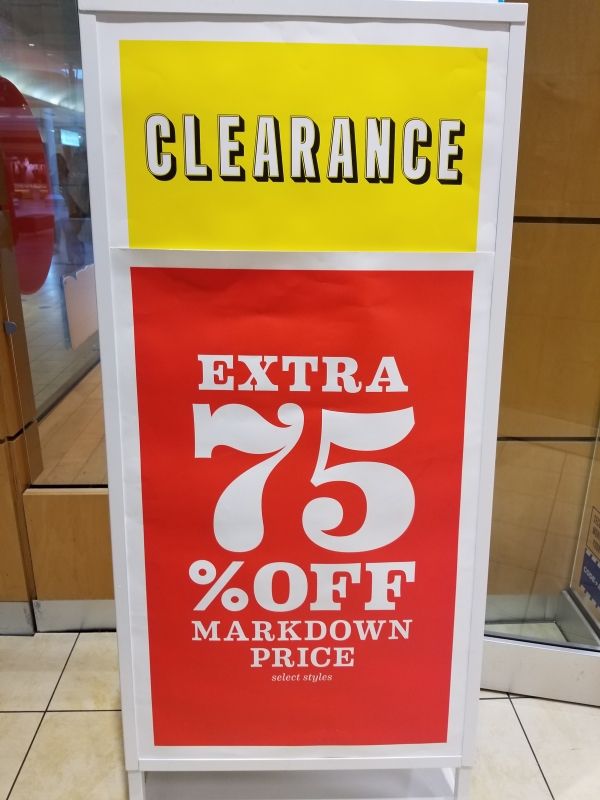 CLEARANCE
EXTRA
75
%OFF
MARKDOWN
PRICE
select styles